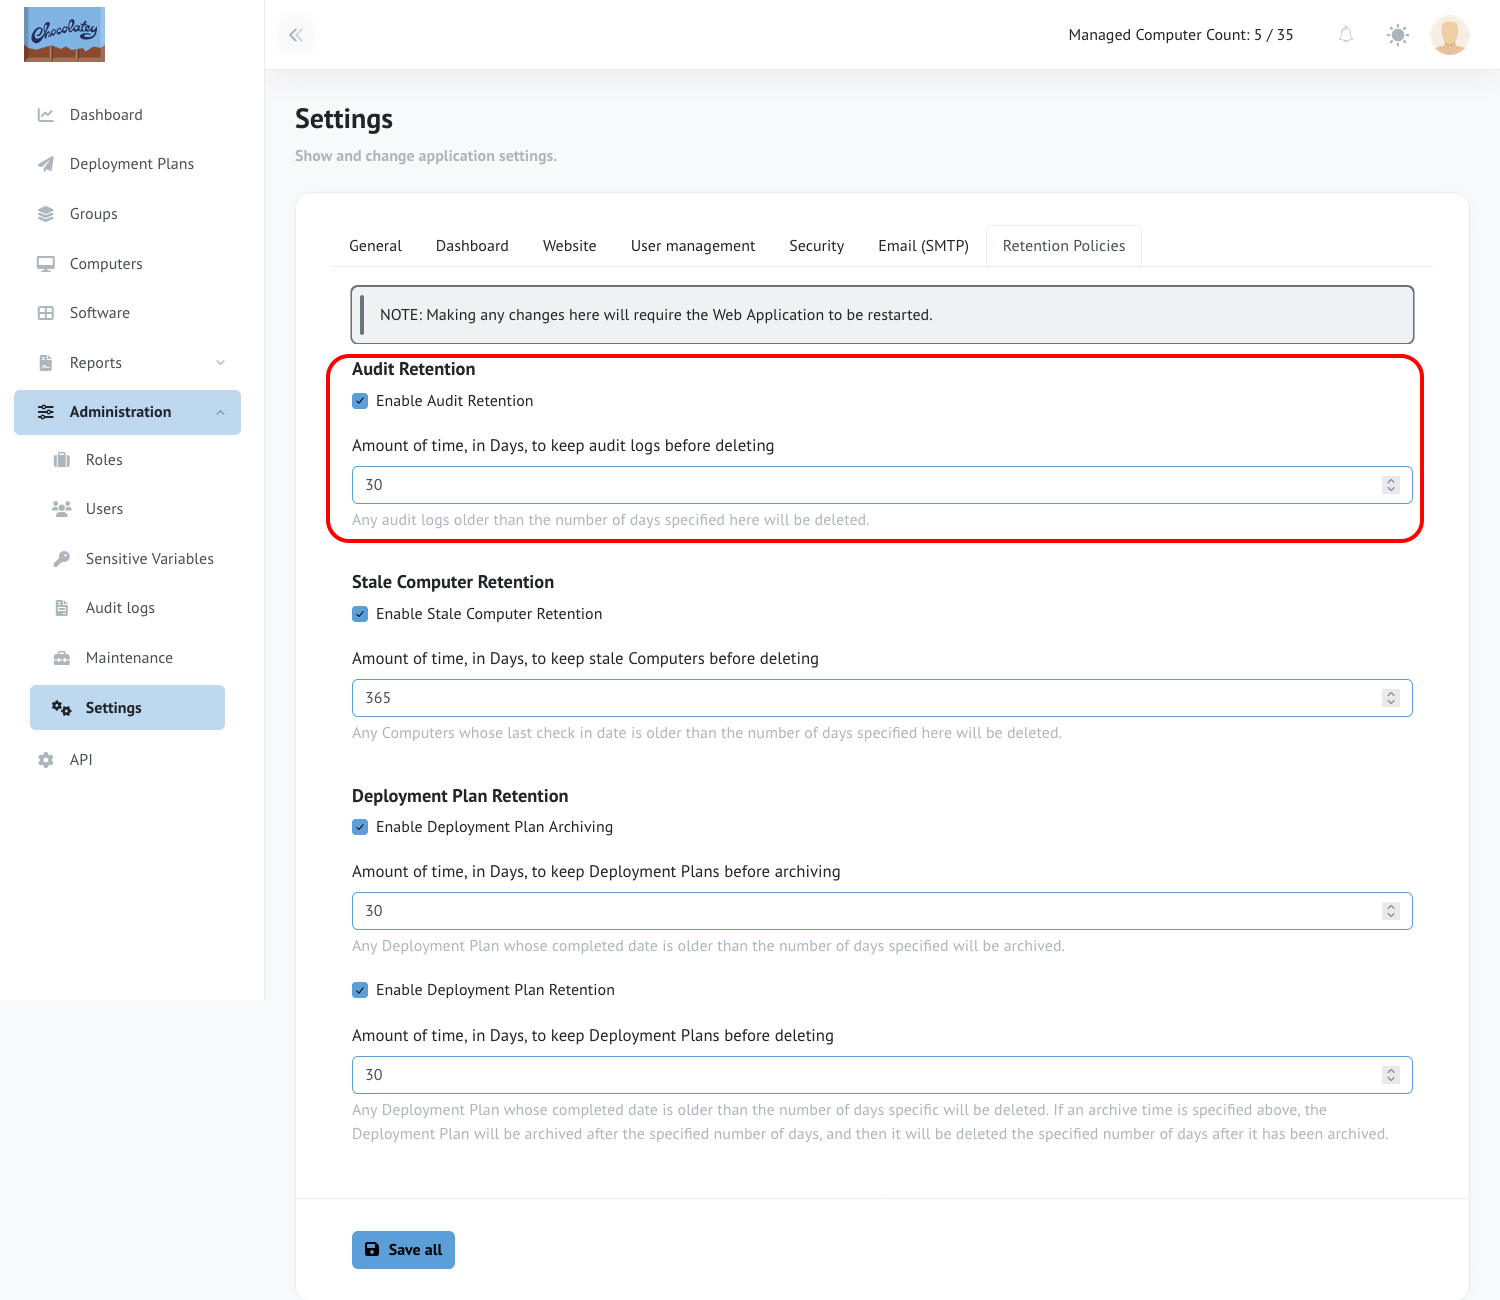 Chocolatey
Managed Computer Count: 5 / 35
Dashboard
Deployment Plans
Groups
Computers
Software
Reports
Administration
Roles
Users
Sensitive Variables
Audit logs
Maintenance
Settings
API
Settings
Show and change application settings.
General Dashboard Website User management Security Email (SMTP) Retention Policies
NOTE: Making any changes here will require the Web Application to be restarted.
Audit Retention
Enable Audit Retention
Amount of time, in Days, to keep audit logs before deleting
30
Any audit logs older than the number of days specified here will be deleted.
Stale Computer Retention
Enable Stale Computer Retention
Amount of time, in Days, to keep stale Computers before deleting
365
Any Computers whose last check in date is older than the number of days specified here will be deleted.
Deployment Plan Retention
Enable Deployment Plan Archiving
Amount of time, in Days, to keep Deployment Plans before archiving
30
Any Deployment Plan whose completed date is older than the number of days specified will be archived.
Enable Deployment Plan Retention
Amount of time, in Days, to keep Deployment Plans before deleting
30
Any Deployment Plan whose completed date is older than the number of days specific will be deleted. If an archive time is specified above, the
Deployment Plan will be archived after the specified number of days, and then it will be deleted the specified number of days after it has been archived.
Save all